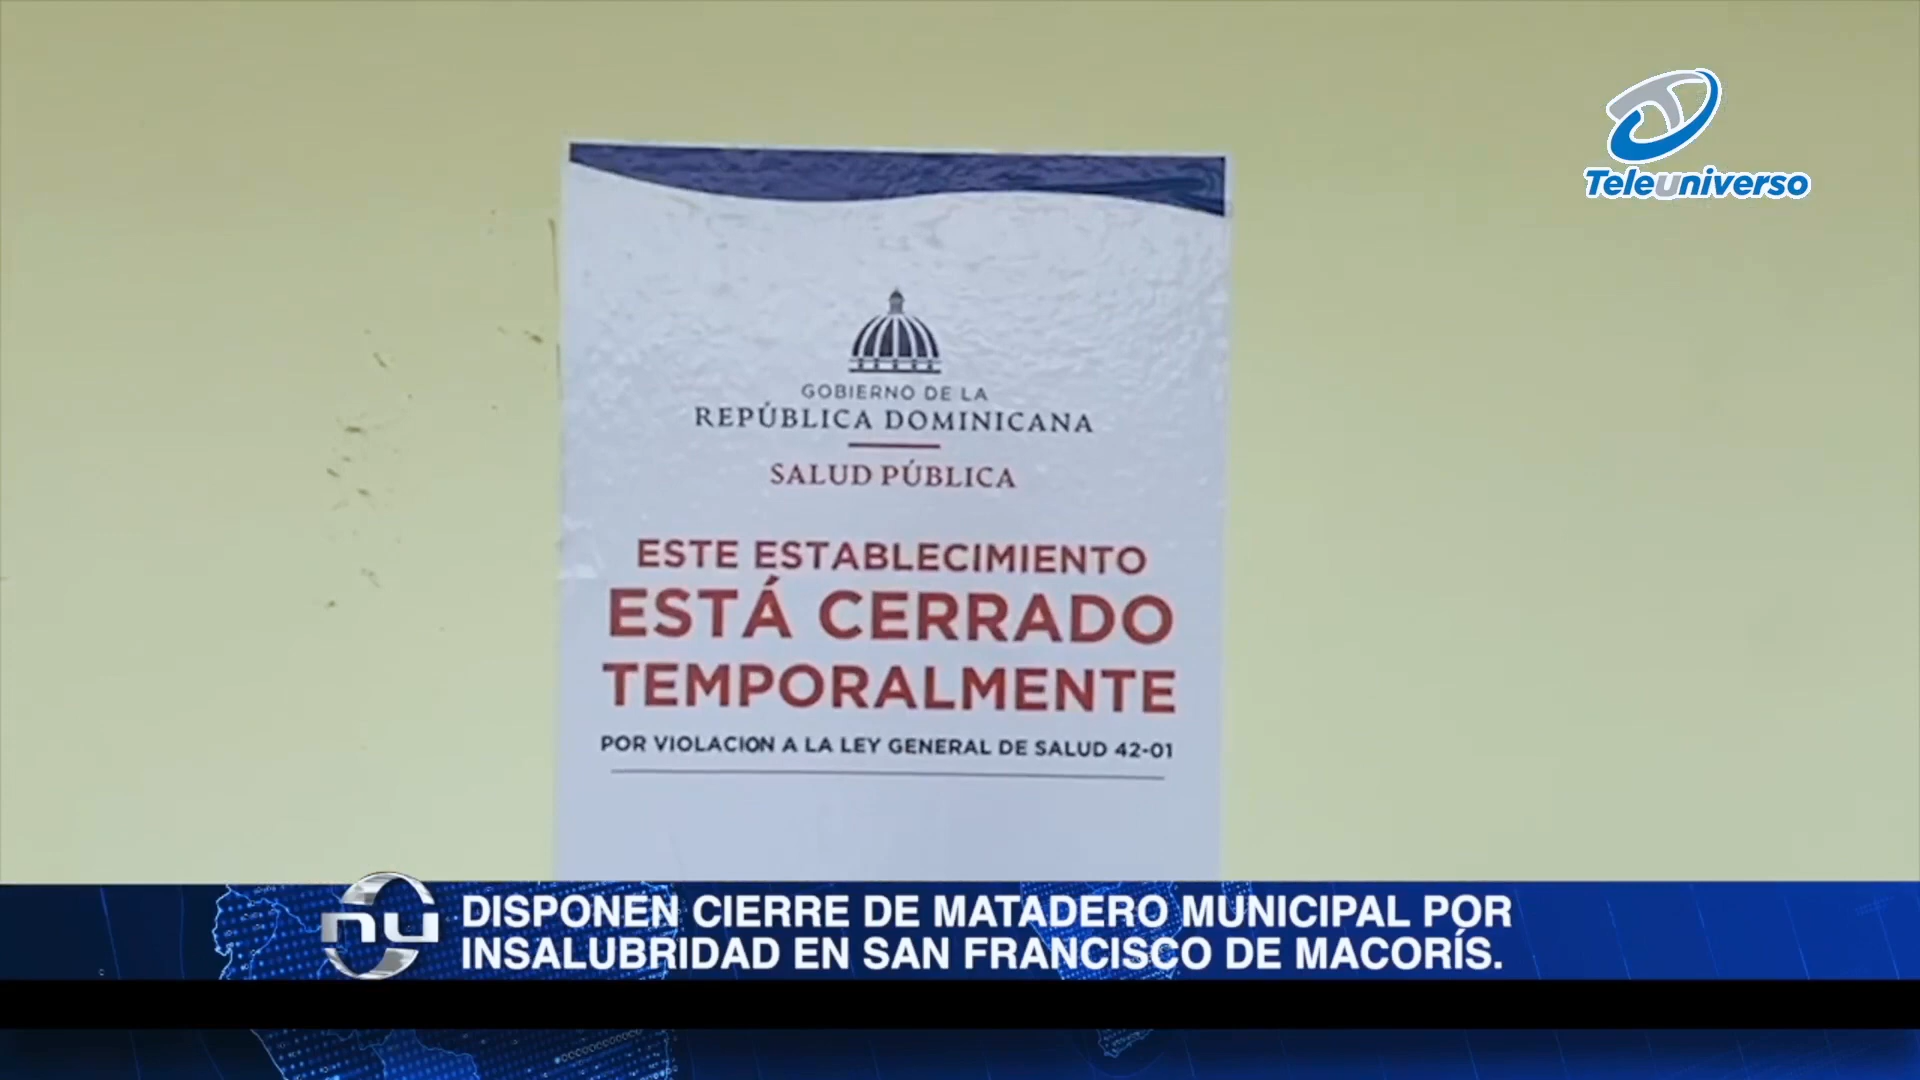 Teleuniverso
GOBIERNO DE LA
REPÚBLICA DOMINICANA
SALUD PÚBLICA
ESTE ESTABLECIMIENTO
ESTÁ CERRADO
TEMPORALMENTE
POR VIOLACION A LA LEY GENERAL DE SALUD 42-01
nu
DISPONEN CIERRE DE MATADERO MUNICIPAL POR
INSALUBRIDAD EN SAN FRANCISCO DE MACORÍS.